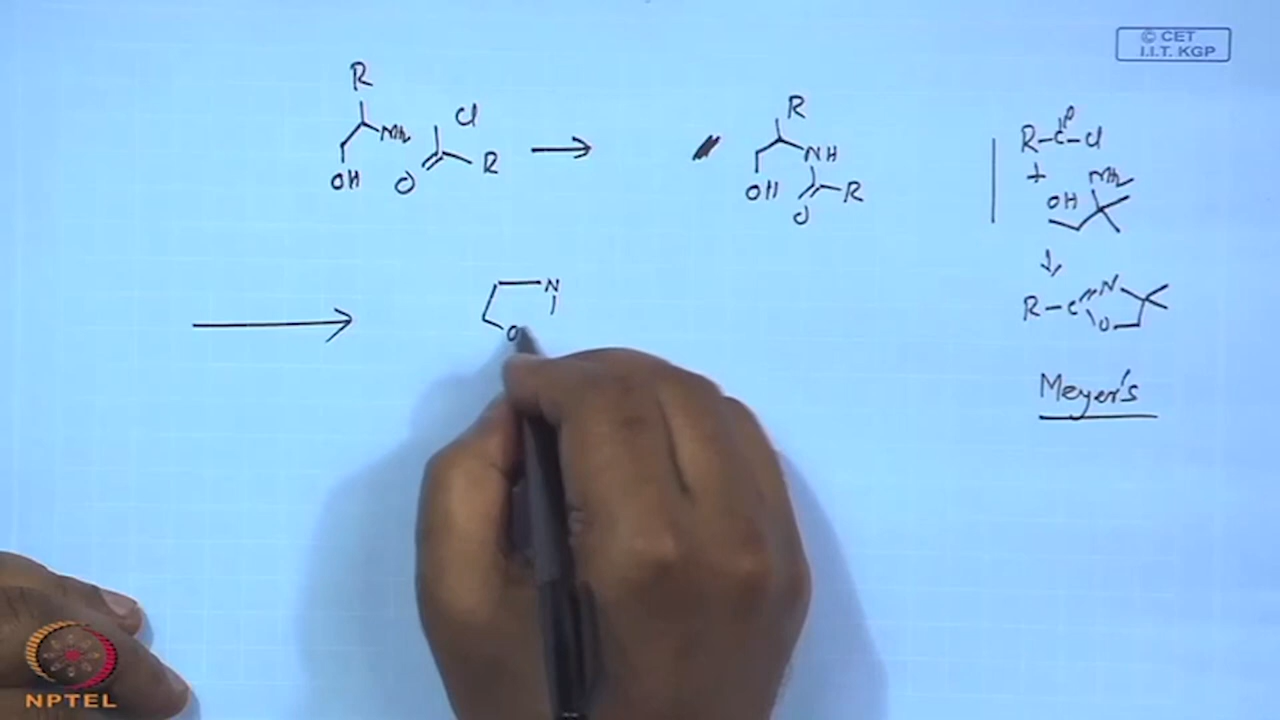 © CET
I.I.T. KGP
R
Cl
NH2
R
OH
O
R
NH
OH
R
O
R-C-Cl
O
+
NH2
OH
R-C
N
O
Meyer's
N
O
NPTEL